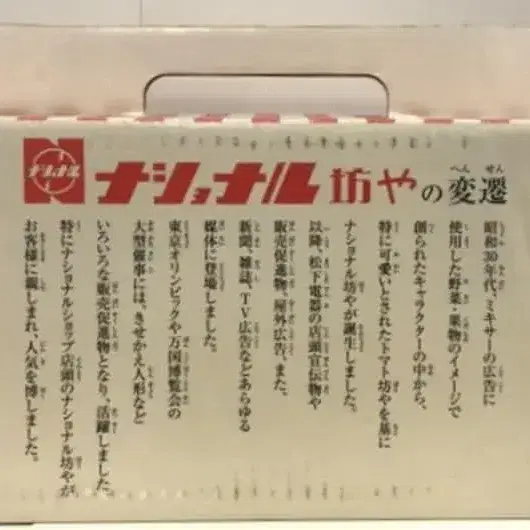 ナショナル
ナショナル坊やの変遷
昭和30年代、ミキサーの広告に
使用した野菜・果物のイメージで
創られたキャラクターの中から、
特に可愛いとされたトマト坊やを基に
ナショナル坊やが誕生しました。
以降、松下電器の店頭宣伝物や
販売促進物、屋外広告、また、
新聞、雑誌、TV広告などあらゆる
媒体に登場しました。
東京オリンピックや万国博覧会の
大型催事には、きせかえ人形など
いろいろな販売促進物となり、活躍しました。
特にナショナルショップ店頭のナショナル坊やが
お客様に親しまれ、人気を博しました。